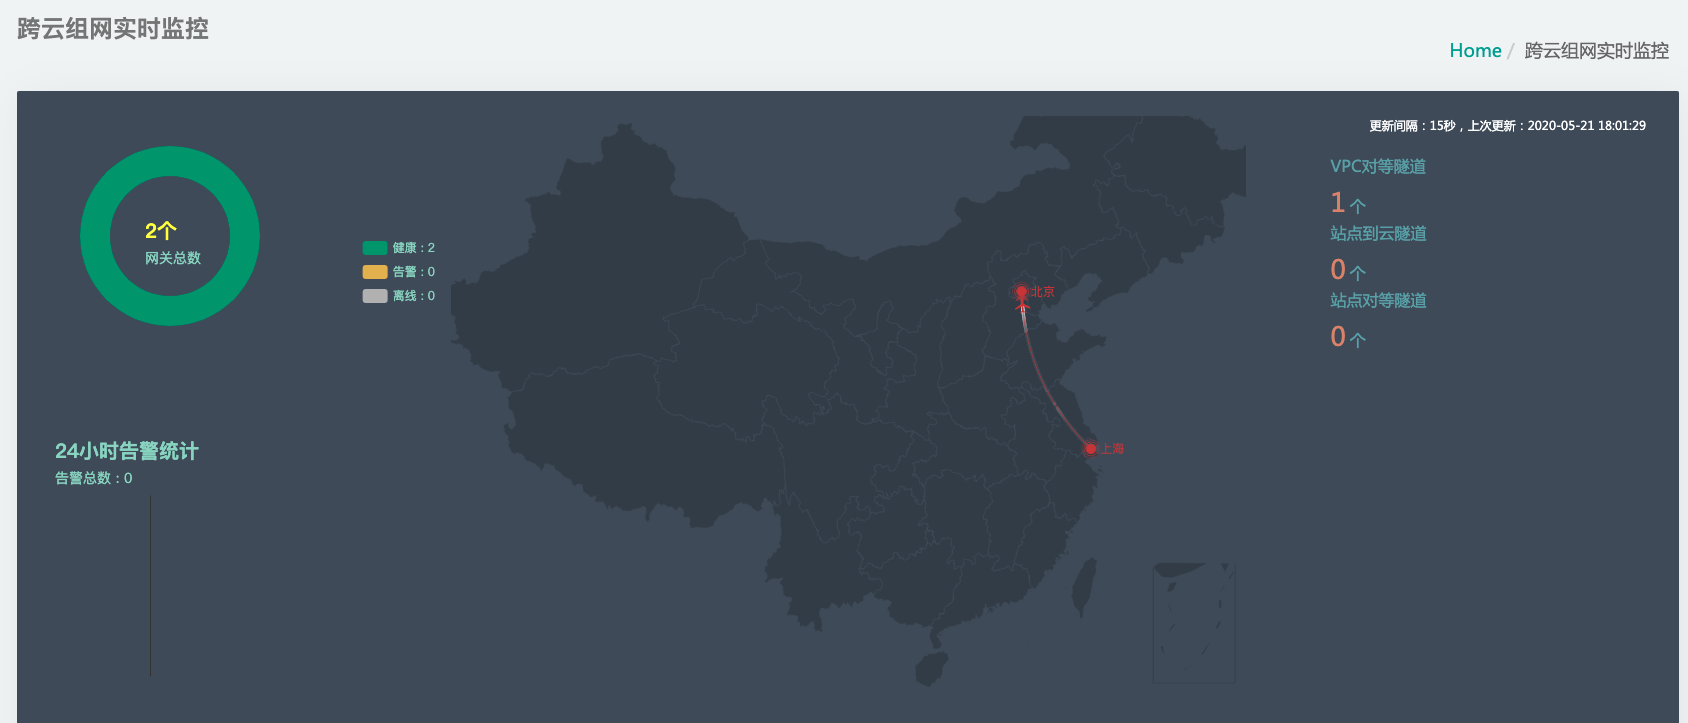 跨云组网实时监控
Home / 跨云组网实时监控
更新间隔：15秒，上次更新：2020-05-21 18:01:29
2个
网关总数
健康：2
告警：0
离线：0
北京
上海
VPC对等隧道
1个
站点到云隧道
0个
站点对等隧道
0个
24小时告警统计
告警总数：0